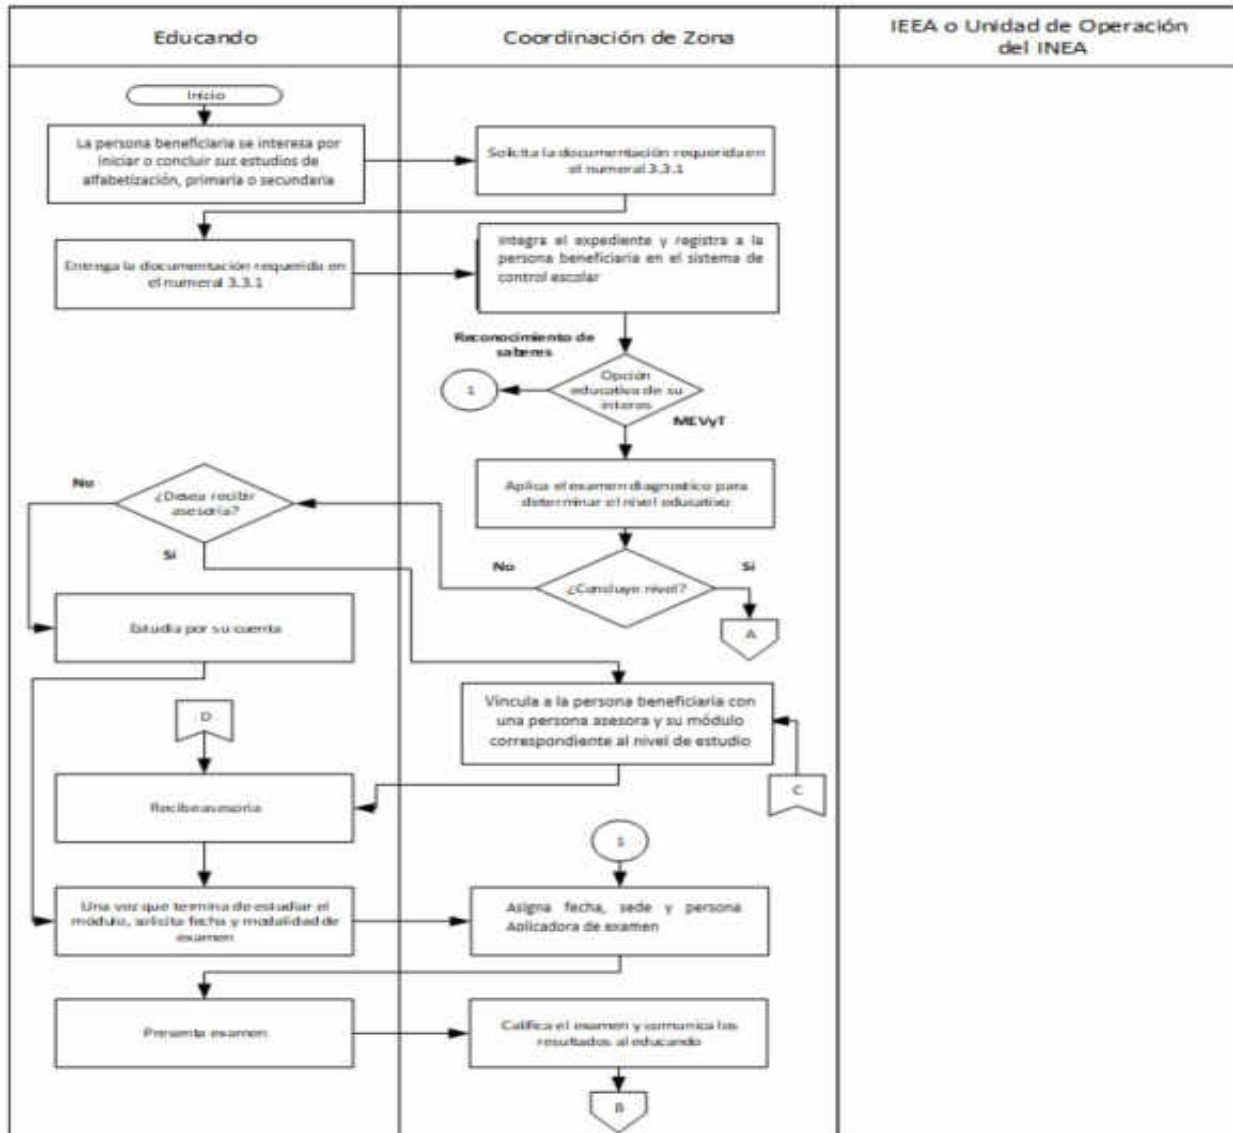 Educando
Coordinación de Zona
IEEA o Unidad de Operación
del INEA
Inicio
La persona beneficiaria se interesa por
iniciar o concluir sus estudios de
alfabetización, primaria o secundaria
Solicita la documentación requerida en
el numeral 3.3.1
Entrega la documentación requerida en
el numeral 3.3.1
Integra el expediente y registra a la
persona beneficiaria en el sistema de
control escolar
Reconocimiento de
saberes
1
Opción
educativa de su
interes
MEVyT
Aplica el examen diagnostico para
determinar el nivel educativo
No
¿Desea recibir
asesoría?
Sí
No
¿Concluye nivel?
Si
A
Estudia por su cuenta
Vincula a la persona beneficiaria con
una persona asesora y su módulo
correspondiente al nivel de estudio
D
C
Recibe asesoria
1
Una vez que termina de estudiar el
módulo, solicita fecha y modalidad de
examen
Asigna fecha, sede y persona
Aplicadora de examen
Presenta examen
Califica el examen y comunica los
resultados al educando
B